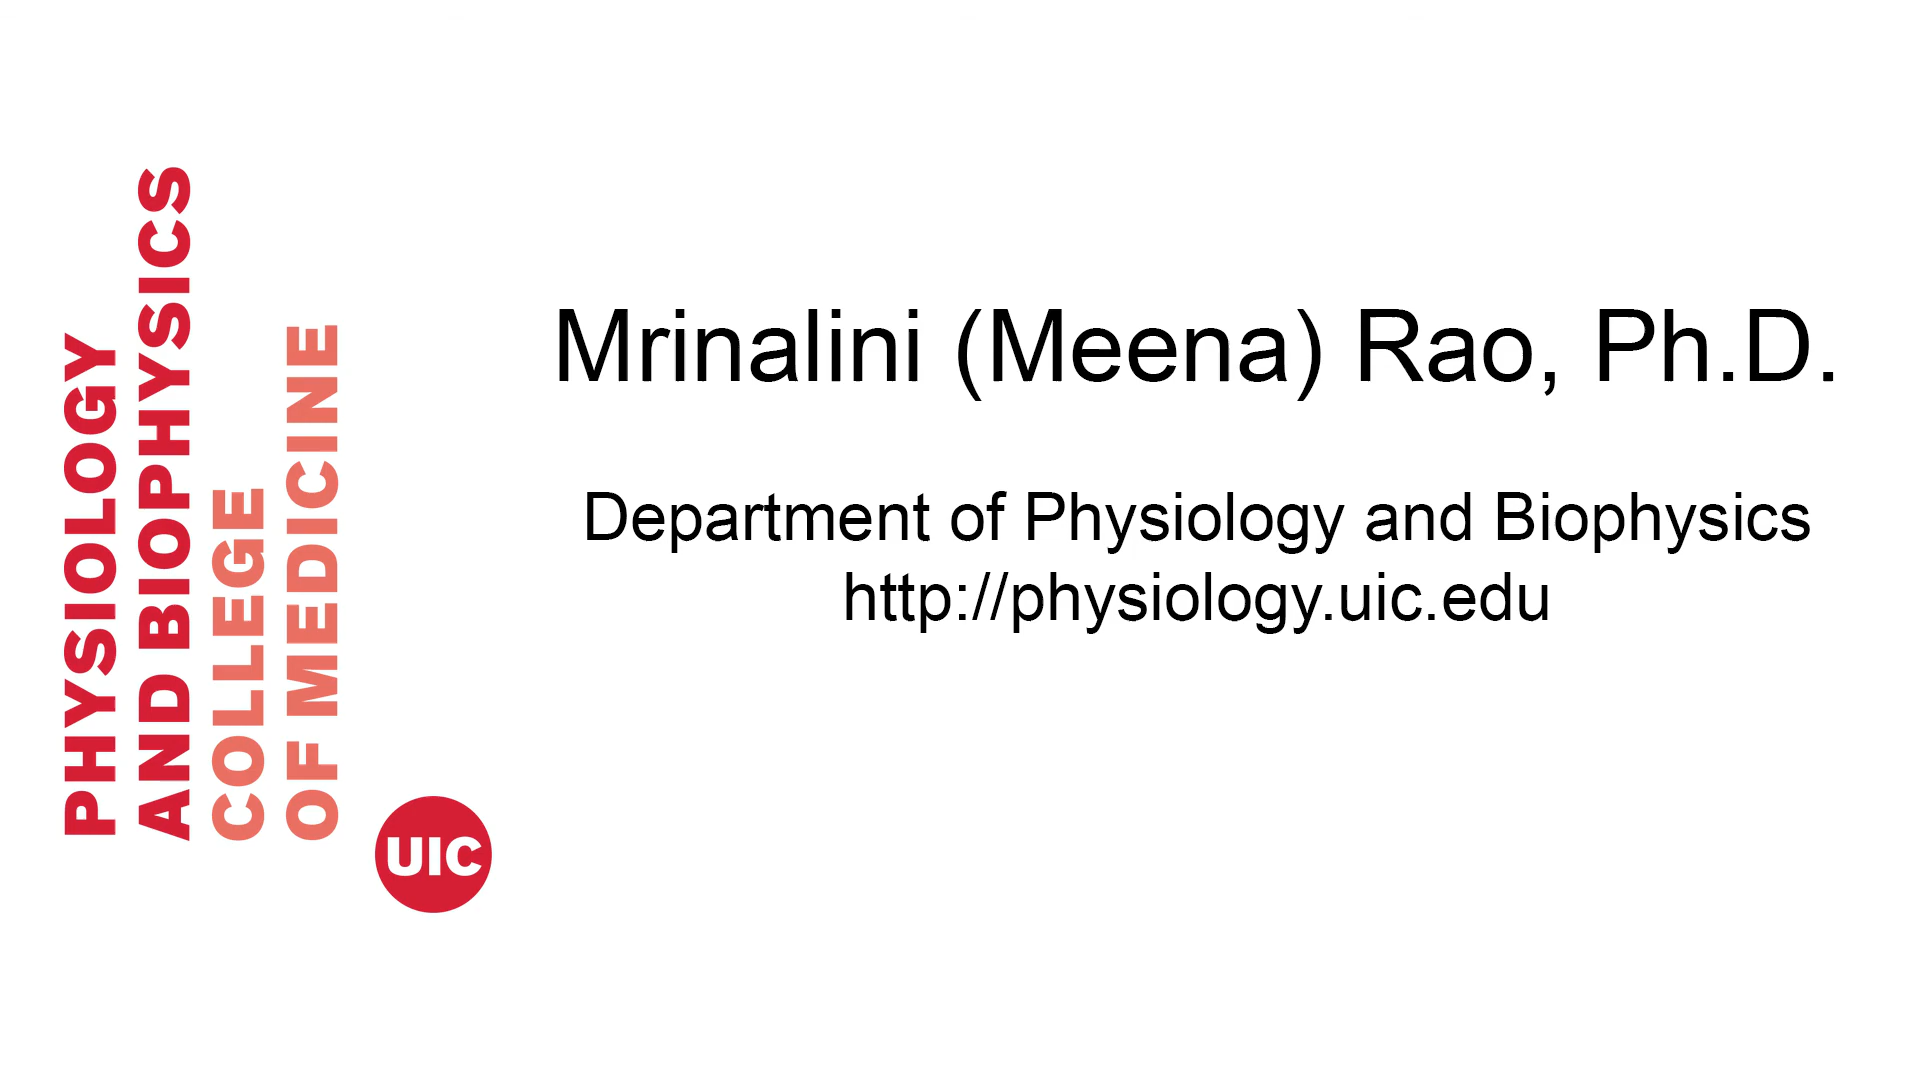 PHYSIOLOGY
AND BIOPHYSICS
COLLEGE
OF MEDICINE
UIC
Mrinalini (Meena) Rao, Ph.D.
Department of Physiology and Biophysics
http://physiology.uic.edu